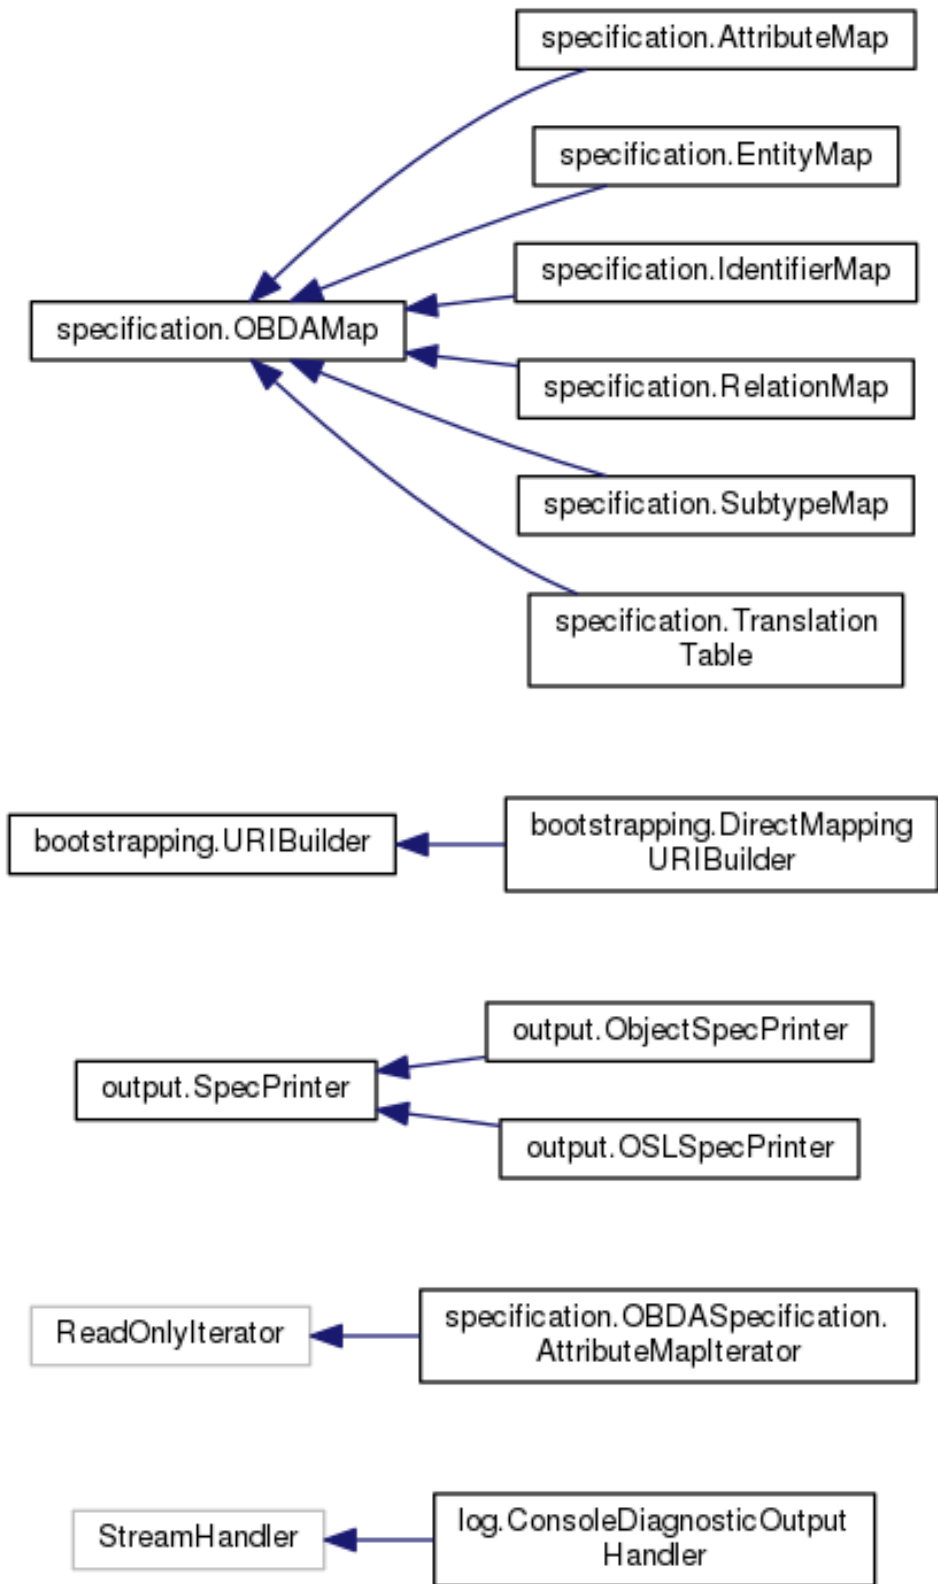 specification.AttributeMap
specification.EntityMap
specification.IdentifierMap
specification.OBDAMap
specification.RelationMap
specification.SubtypeMap
specification.Translation
Table
bootstrapping.URIBuilder
bootstrapping.DirectMapping
URIBuilder
output.ObjectSpecPrinter
output.SpecPrinter
output.OSLSpecPrinter
ReadOnlyIterator
specification.OBDASpecification.
AttributeMapIterator
StreamHandler
log.ConsoleDiagnosticOutput
Handler